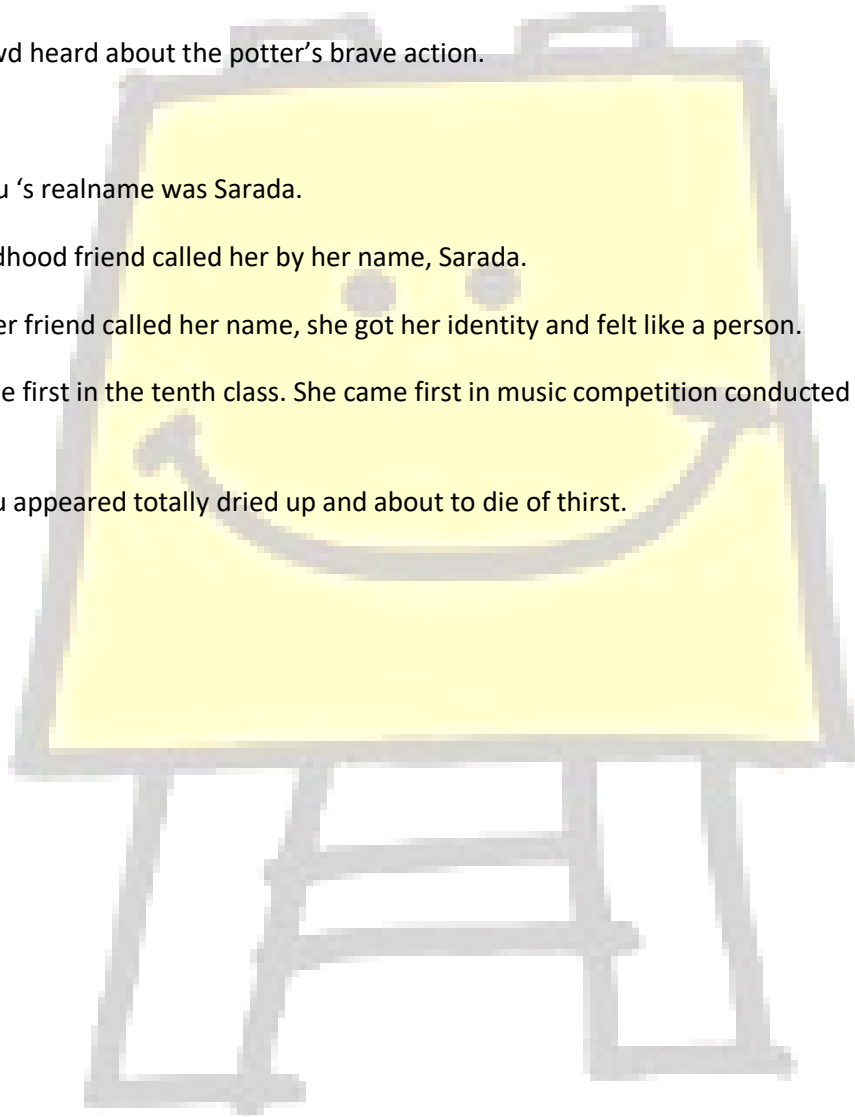 wd heard about the potter’s brave action.
u ‘s realname was Sarada.
dhood friend called her by her name, Sarada.
er friend called her name, she got her identity and felt like a person.
e first in the tenth class. She came first in music competition conducted
u appeared totally dried up and about to die of thirst.